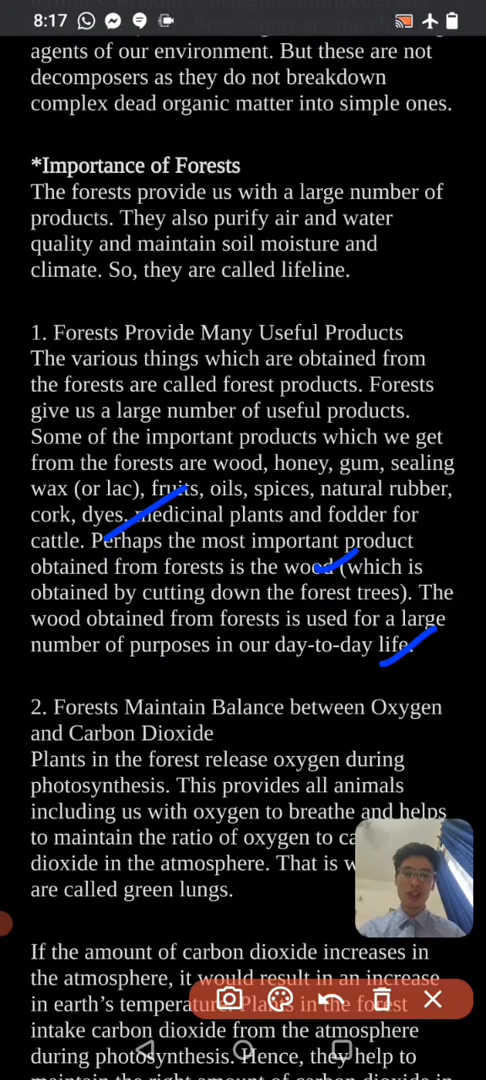 8:17
agents of our environment. But these are not
decomposers as they do not breakdown
complex dead organic matter into simple ones.
*Importance of Forests
The forests provide us with a large number of
products. They also purify air and water
quality and maintain soil moisture and
climate. So, they are called lifeline.
1. Forests Provide Many Useful Products
The various things which are obtained from
the forests are called forest products. Forests
give us a large number of useful products.
Some of the important products which we get
from the forests are wood, honey, gum, sealing
wax (or lac), fruits, oils, spices, natural rubber,
cork, dyes, medicinal plants and fodder for
cattle. Perhaps the most important product
obtained from forests is the wood (which is
obtained by cutting down the forest trees). The
wood obtained from forests is used for a large
number of purposes in our day-to-day life.
2. Forests Maintain Balance between Oxygen
and Carbon Dioxide
Plants in the forest release oxygen during
photosynthesis. This provides all animals
including us with oxygen to breathe and helps
to maintain the ratio of oxygen to
dioxide in the atmosphere. That is
are called green lungs.
If the amount of carbon dioxide increases in
the atmosphere, it would result in an increase
in earth's temperature. Plants in the forest
intake carbon dioxide from the atmosphere
during photosynthesis. Hence, they help to
maintain the right amount of carbon dioxide in